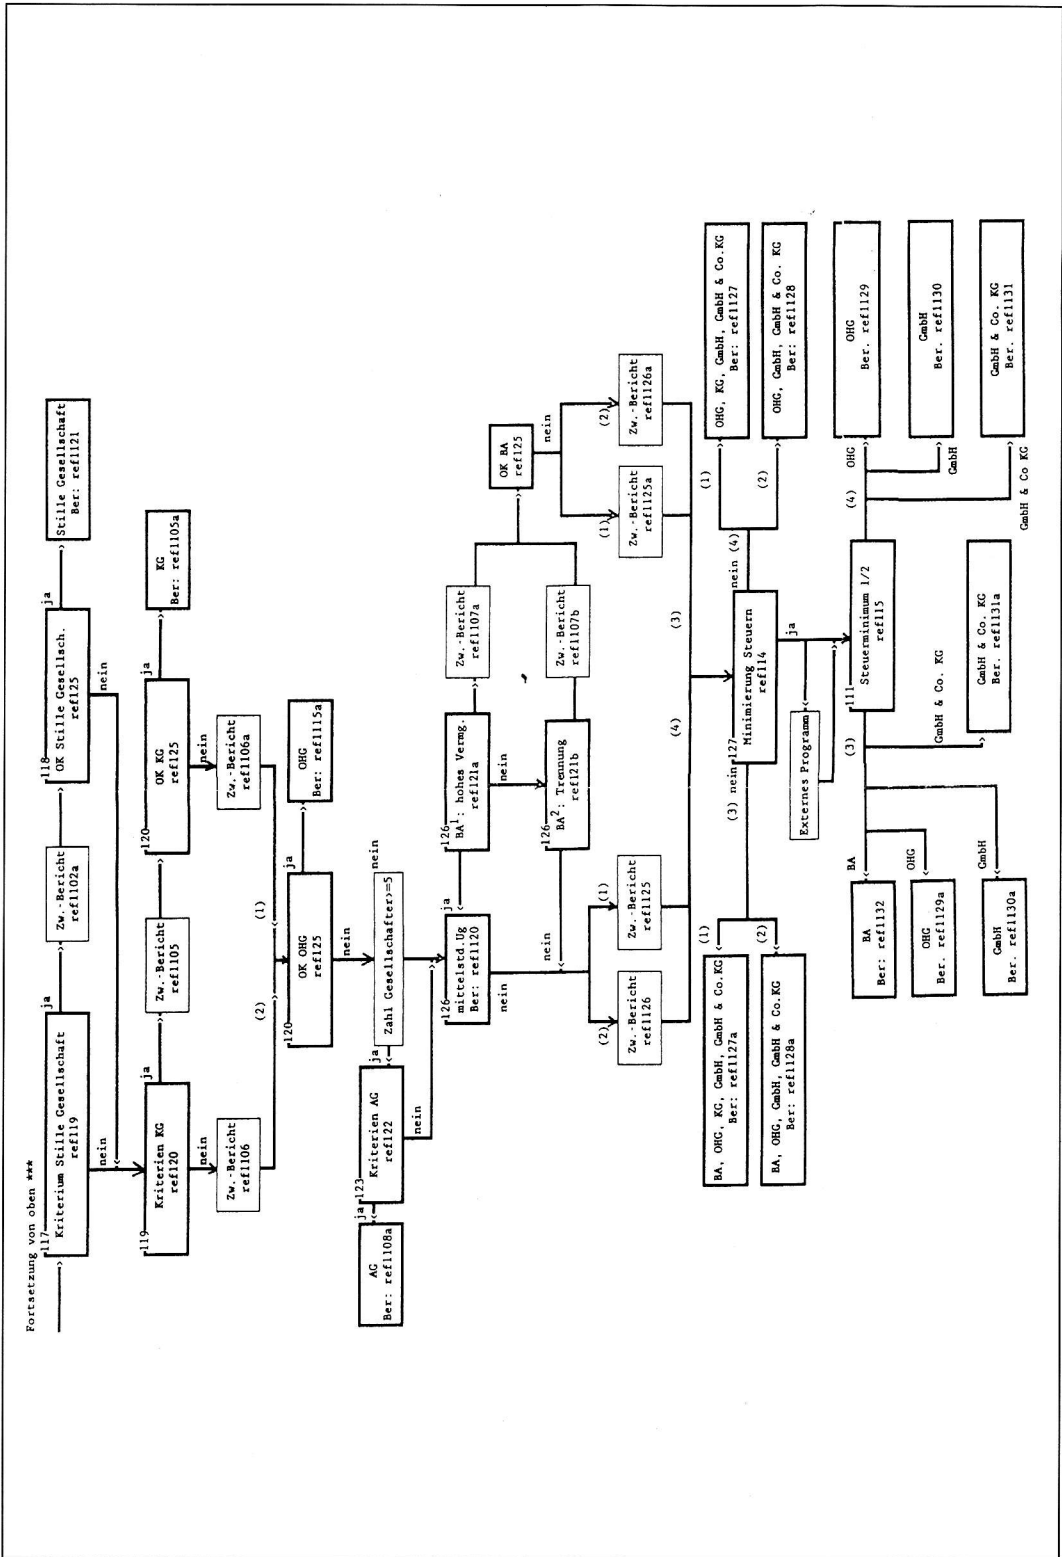 Fortsetzung von oben ***
117
Kriterium Stille Gesellschaft
ref119
ja
nein
Zw.-Bericht
ref1102a
118
OK Stille Gesellsch.
ref125
ja
nein
Stille Gesellschaft
Ber: ref1121
119
Kriterien KG
ref120
ja
nein
Zw.-Bericht
ref1105
120
OK KG
ref125
ja
nein
KG
Ber: ref1105a
Zw.-Bericht
ref1106
Zw.-Bericht
ref1106a
(2)
(1)
120
OK OHG
ref125
ja
nein
OHG
Ber: ref1115a
AG
Ber: ref1108a
ja
123
Kriterien AG
ref122
ja
nein
Zahl Gesellschafter>=5
nein
126
mittelstd.Ug
Ber: ref1120
ja
nein
126
BA1: hohes Vermg.
ref121a
nein
Zw.-Bericht
ref1107a
126
BA2: Trennung
ref121b
nein
Zw.-Bericht
ref1107b
OK BA
ref125
nein
(2)
(1)
(1)
(2)
Zw.-Bericht
ref1126
Zw.-Bericht
ref1125
Zw.-Bericht
ref1125a
Zw.-Bericht
ref1126a
(4)
(3)
BA, OHG, KG, GmbH, GmbH & Co.KG
Ber: ref1127a
(1)
BA, OHG, GmbH, GmbH & Co.KG
Ber: ref1128a
(2)
(3) nein
127
Minimierung Steuern
ref114
nein (4)
ja
(1)
OHG, KG, GmbH, GmbH & Co.KG
Ber: ref1127
(2)
OHG, GmbH, GmbH & Co. KG
Ber: ref1128
Externes Programm
111
Steuerminimum 1/2
ref115
(3)
(4)
BA
BA
Ber: ref1132
OHG
OHG
Ber. ref1129a
GmbH
GmbH
Ber. ref1130a
GmbH & Co. KG
GmbH & Co. KG
Ber. ref1131a
OHG
OHG
Ber. ref1129
GmbH
GmbH
Ber. ref1130
GmbH & Co KG
GmbH & Co. KG
Ber. ref1131